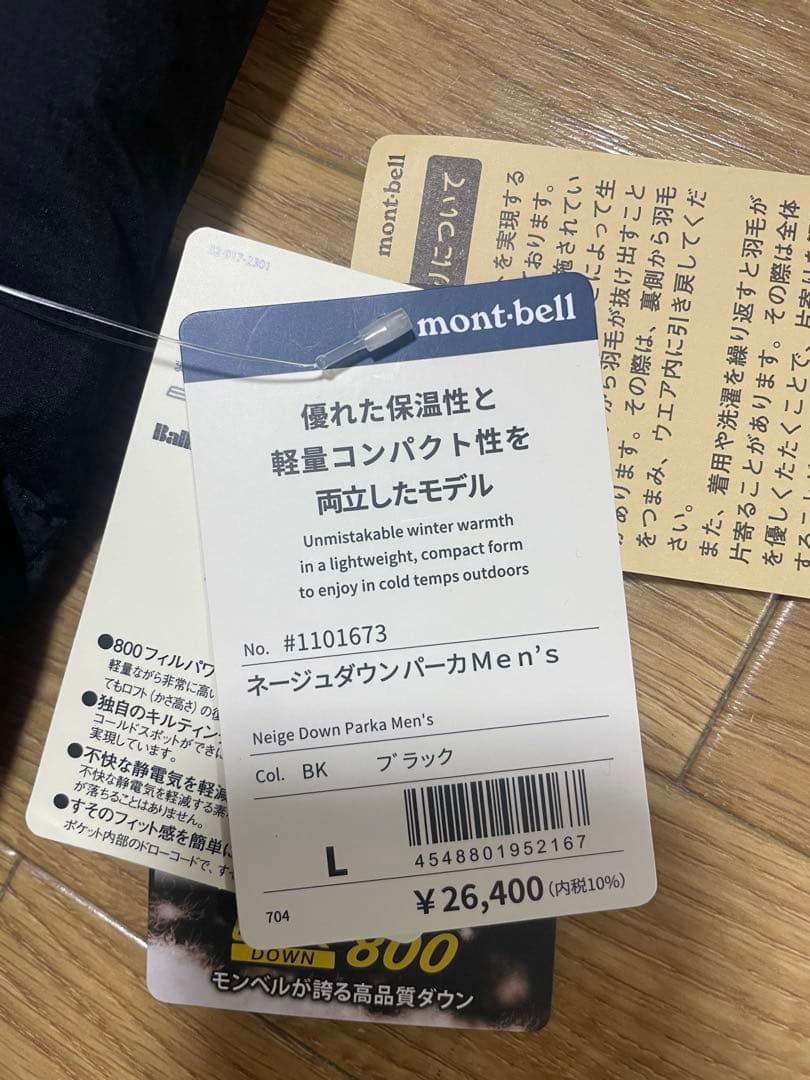 mont·bell
優れた保温性と
軽量コンパクト性を
両立したモデル
Unmistakable winter warmth
in a lightweight, compact form
to enjoy in cold temps outdoors
No. #1101673
ネージュダウンパーカMen's
Neige Down Parka Men's
Col. BK ブラック
L
4548801952167
704
¥26,400(内税10%)
Ball
●800フィルパワ
軽量ながら非常に高い
てもロフト(かさ高さ)の復
●独自のキルティン
コールドスポットができに
実現しています。
●不快な静電気を軽減
不快な静電気を軽減する素
が落ちることはありません。
●すそのフィット感を簡単に
ポケット内部のドローコードで、す
DOWN
800
モンベルが誇る高品質ダウン
mont·bell
りについて
を実現する
ております。
施されてい
によって生
から羽毛が抜け出すこと
があります。その際は、裏側から羽毛
をつまみ、ウエア内に引き戻してくだ
さい。
また、着用や洗濯を繰り返すと羽毛が
片寄ることがあります。その際は全体
を優しくたたくことで、片寄りを